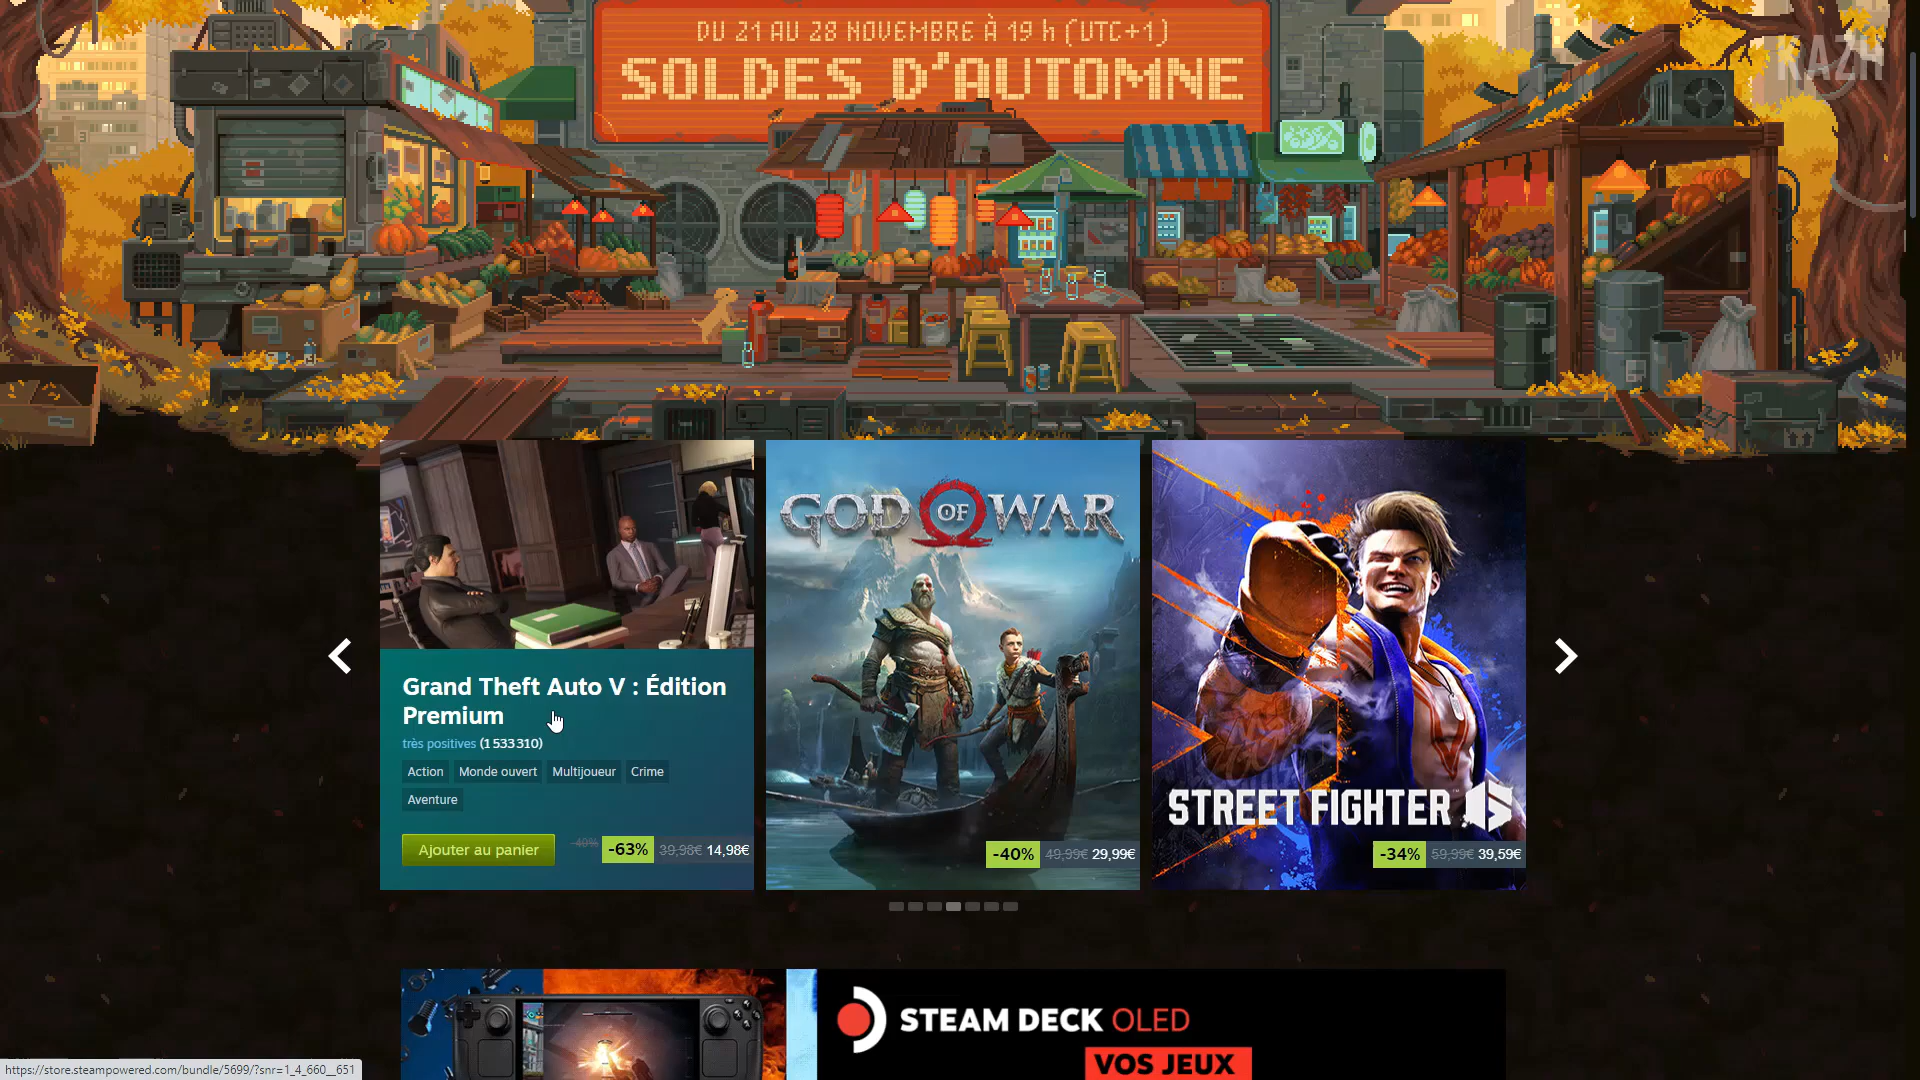 DU 21 AU 28 NOVEMBRE À 19 h (UTC+1)
SOLDES D'AUTOMNE
KAZH
GOD OF WAR
Grand Theft Auto V : Édition
Premium
très positives (1 533 310)
Action Monde ouvert Multijoueur Crime
Aventure
Ajouter au panier -40% -63% 39,98€ 14,98€
-40% 49,99€ 29,99€
STREET FIGHTER 6
-34% 59,99€ 39,59€
STEAM DECK OLED
VOS JEUX
https://store.steampowered.com/bundle/5699/?snr=1_4_660__651